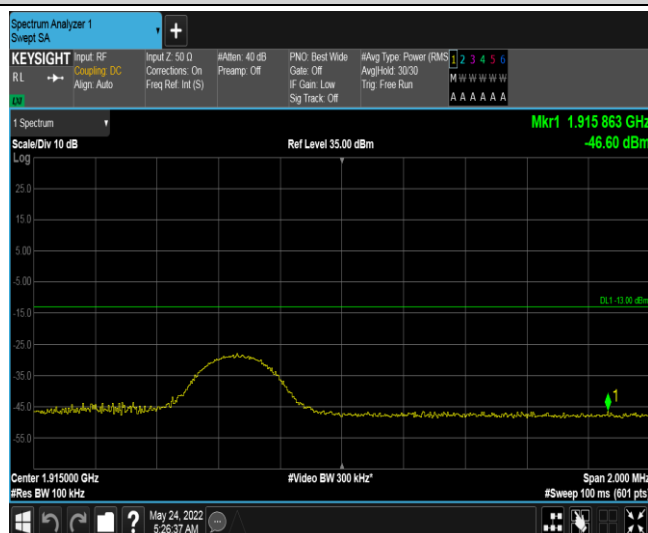 Spectrum Analyzer 1
Swept SA
+
KEYSIGHT Input: RF Input Z: 50 Ω #Atten: 40 dB PNO: Best Wide #Avg Type: Power (RMS 1 2 3 4 5 6
RL Coupling: DC Corrections: On Preamp: Off Gate: Off Avg|Hold: 30/30 M W W W W W
Align: Auto Freq Ref: Int (S) IF Gain: Low Trig: Free Run
Sig Track: Off A A A A A A
1 Spectrum Mkr1 1.915 863 GHz
Scale/Div 10 dB Ref Level 35.00 dBm -46.60 dBm
Log
25.0
15.0
5.00
-5.00
DL1 -13.00 dBm
-15.0
-25.0
-35.0
1
-45.0
-55.0
Center 1.915000 GHz #Video BW 300 kHz* Span 2.000 MHz
#Res BW 100 kHz #Sweep 100 ms (601 pts)
? May 24, 2022
5:26:37 AM